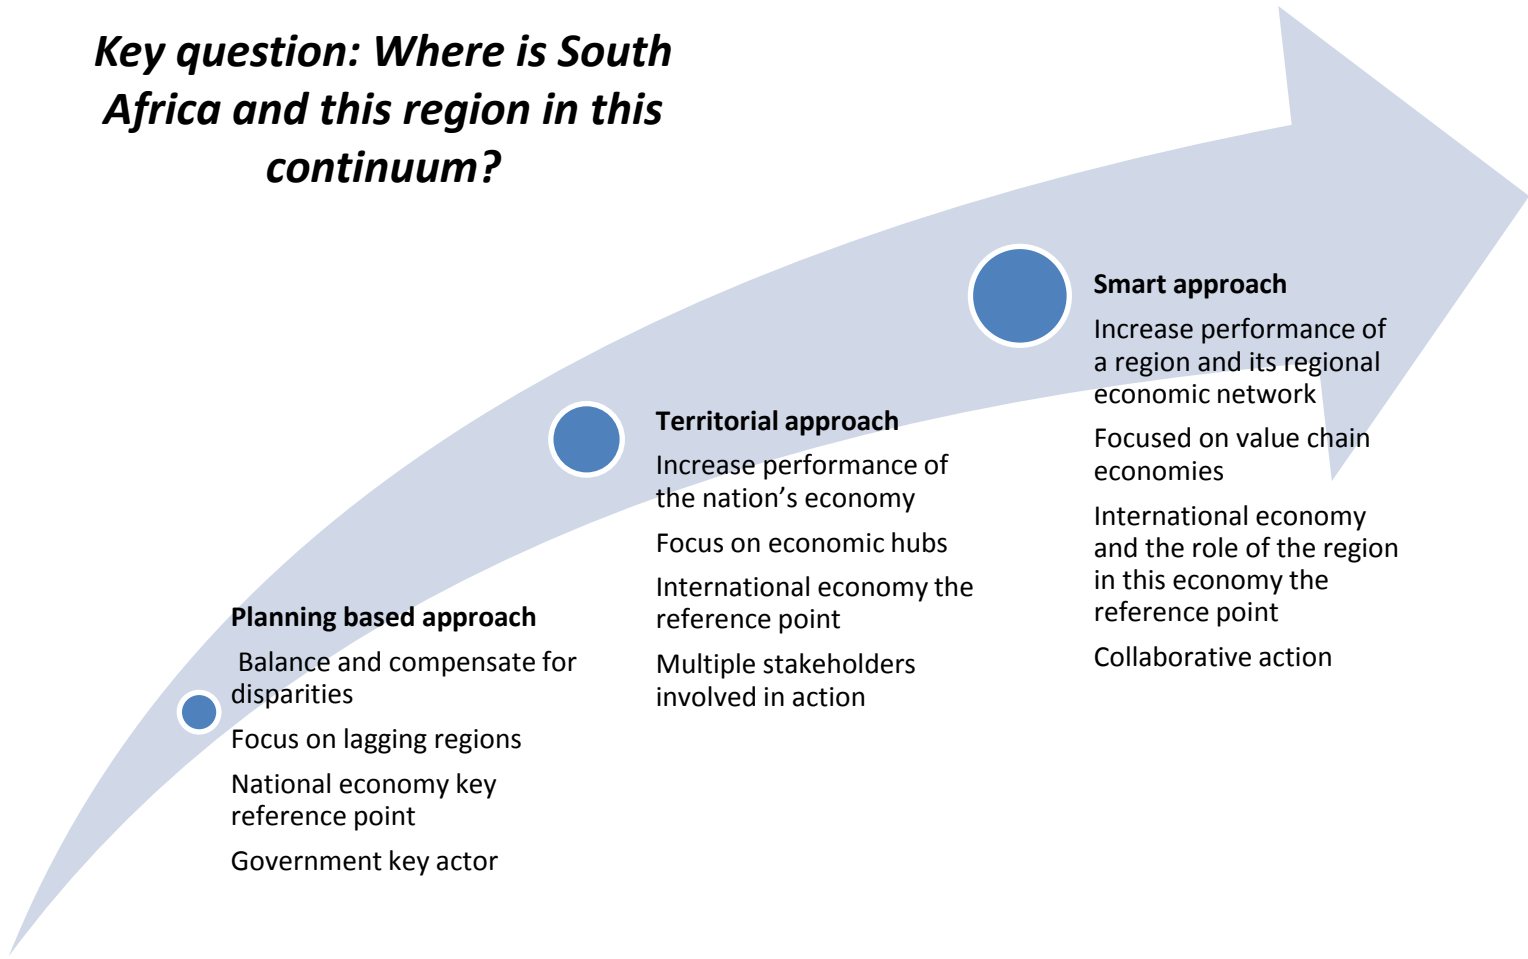 Key question: Where is South
Africa and this region in this
continuum?
Planning based approach
Balance and compensate for
disparities
Focus on lagging regions
National economy key
reference point
Government key actor
Territorial approach
Increase performance of
the nation’s economy
Focus on economic hubs
International economy the
reference point
Multiple stakeholders
involved in action
Smart approach
Increase performance of
a region and its regional
economic network
Focused on value chain
economies
International economy
and the role of the region
in this economy the
reference point
Collaborative action